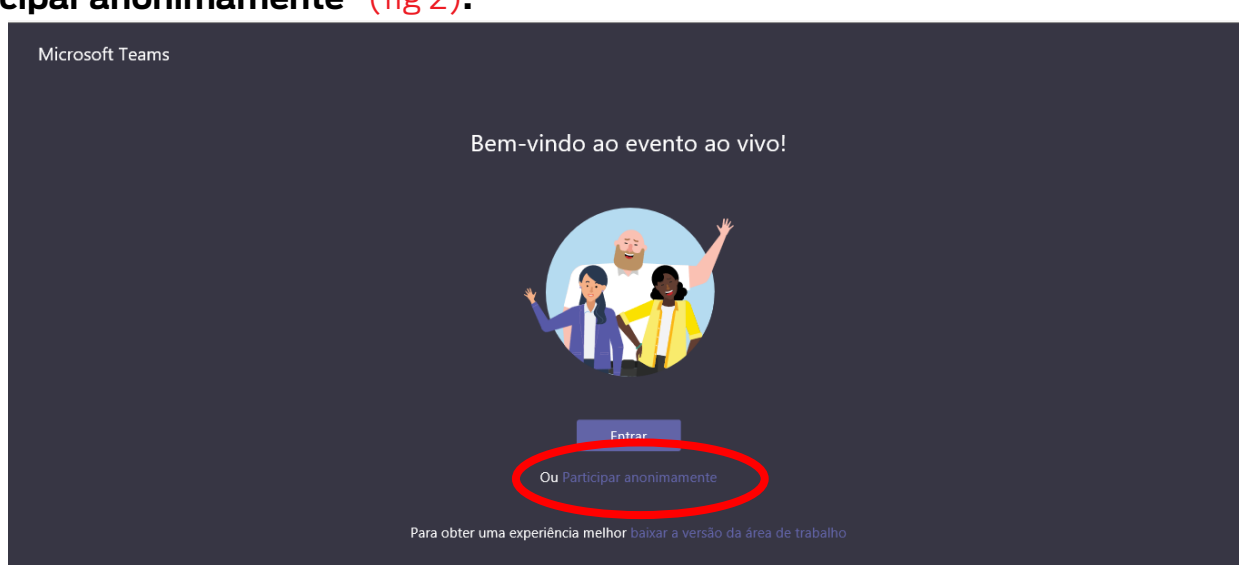 cipar anonimamente" (fig 2).
Microsoft Teams
Bem-vindo ao evento ao vivo!
Entrar
Ou Participar anonimamente
Para obter uma experiência melhor baixar a versão da área de trabalho